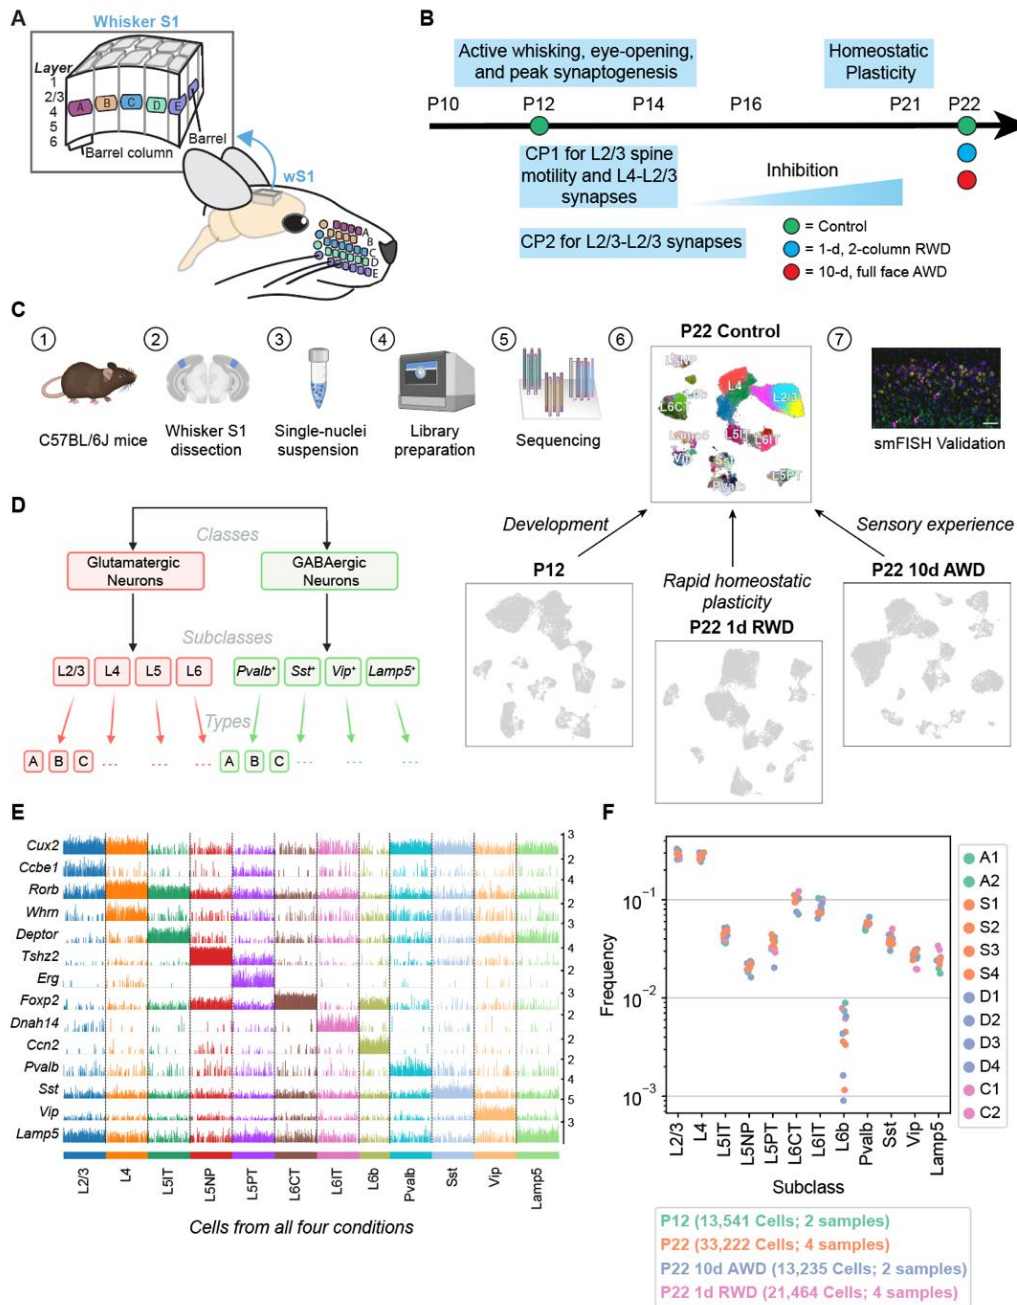 A
Whisker S1
Layer
1
2/3
4
5
6
A
B
C
D
E
Barrel
Barrel column
wS1
A
B
C
D
E
B
Active whisking, eye-opening,
and peak synaptogenesis
Homeostatic
Plasticity
P10
P12
P14
P16
P21
P22
CP1 for L2/3 spine
motility and L4-L2/3
synapses
Inhibition
CP2 for L2/3-L2/3 synapses
= Control
= 1-d, 2-column RWD
= 10-d, full face AWD
C
1
2
3
4
5
6
7
C57BL/6J mice
Whisker S1
dissection
Single-nuclei
suspension
Library
preparation
Sequencing
P22 Control
L5NP
L4
L2/3
L6CT
Lamp5
L5IT
L6IT
Vip
Sst
Pvalb
L5PT
smFISH Validation
Development
Rapid homeostatic
plasticity
Sensory experience
P12
P22 1d RWD
P22 10d AWD
D
Classes
Glutamatergic
Neurons
GABAergic
Neurons
Subclasses
L2/3
L4
L5
L6
Pvalb+
Sst+
Vip+
Lamp5+
Types
A
B
C
...
...
...
A
B
C
...
...
...
E
Cux2
Ccbe1
Rorb
Whrn
Deptor
Tshz2
Erg
Foxp2
Dnah14
Ccn2
Pvalb
Sst
Vip
Lamp5
3
2
4
2
3
4
2
3
2
2
2
4
5
3
L2/3
L4
L5IT
L5NP
L5PT
L6CT
L6IT
L6b
Pvalb
Sst
Vip
Lamp5
Cells from all four conditions
F
Frequency
10⁻¹
10⁻²
10⁻³
L2/3
L4
L5IT
L5NP
L5PT
L6CT
L6IT
L6b
Pvalb
Sst
Vip
Lamp5
Subclass
A1
A2
S1
S2
S3
S4
D1
D2
D3
D4
C1
C2
P12 (13,541 Cells; 2 samples)
P22 (33,222 Cells; 4 samples)
P22 10d AWD (13,235 Cells; 2 samples)
P22 1d RWD (21,464 Cells; 4 samples)